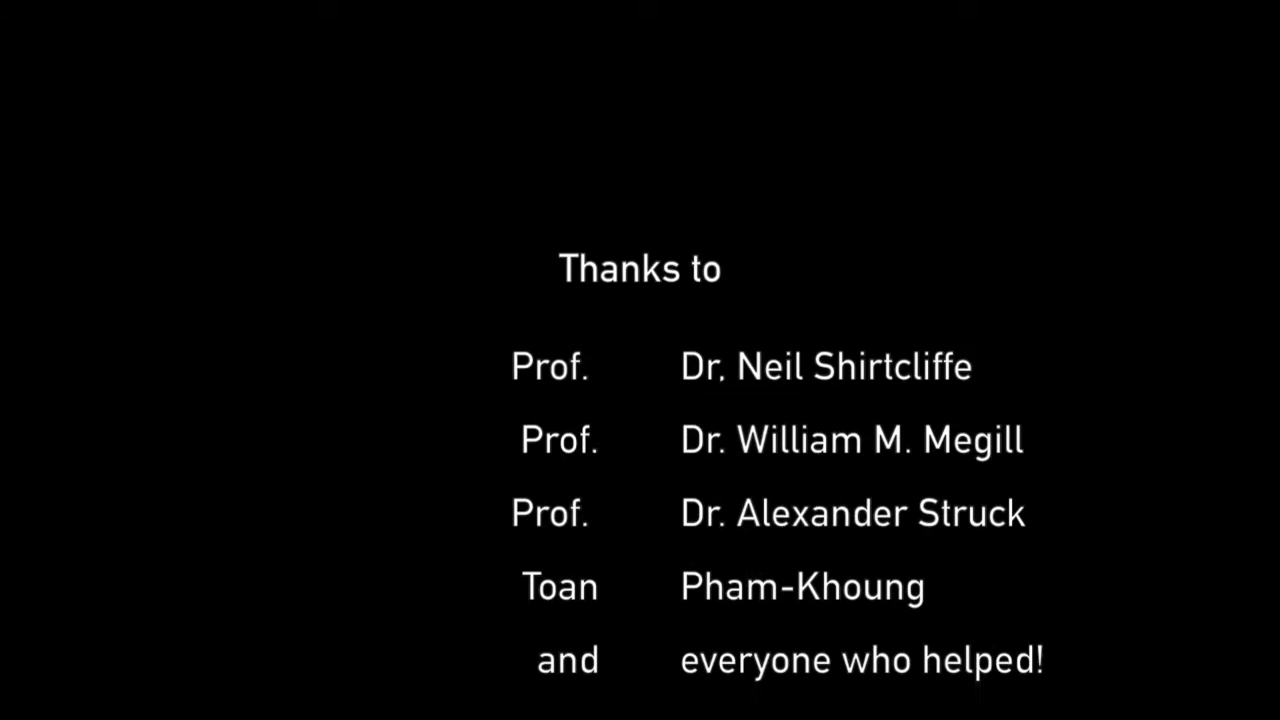 Thanks to
Prof. Dr, Neil Shirtcliffe
Prof. Dr. William M. Megill
Prof. Dr. Alexander Struck
Toan Pham-Khoung
and everyone who helped!